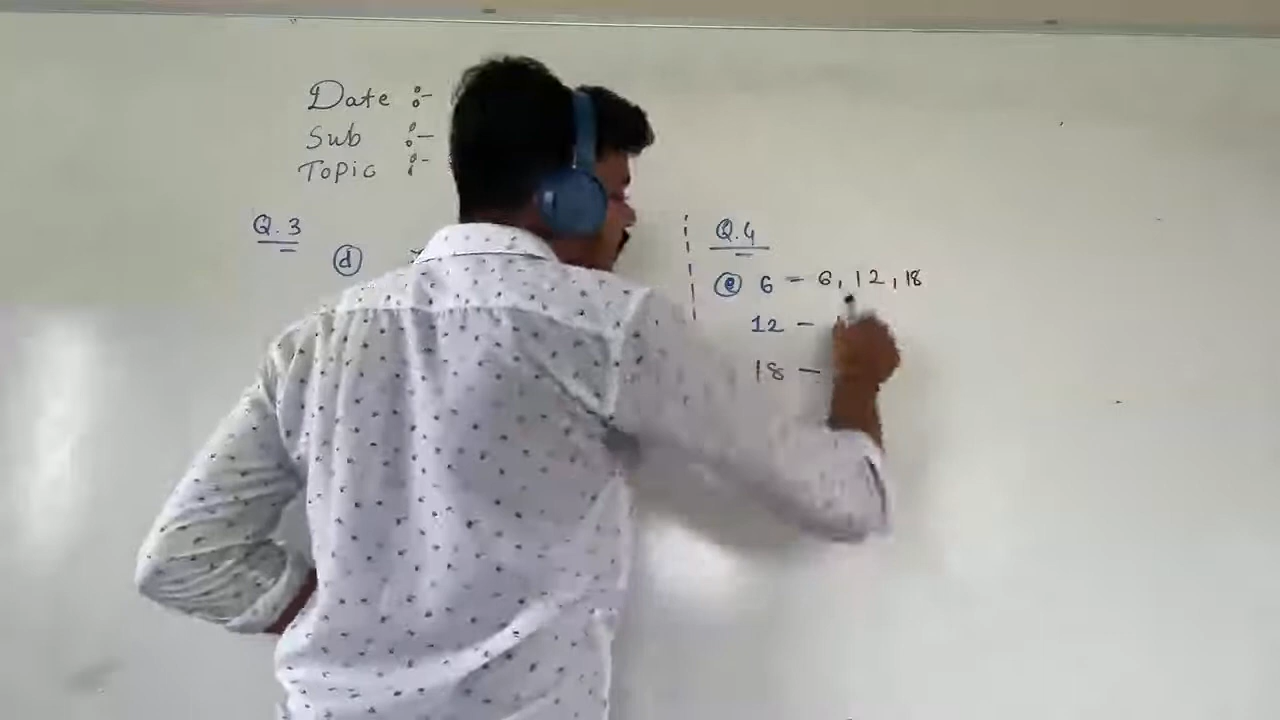 Date :-
Sub :-
Topic :-
Q.3
d
Q.4
e 6 - 6, 12, 18
12 -
18 -